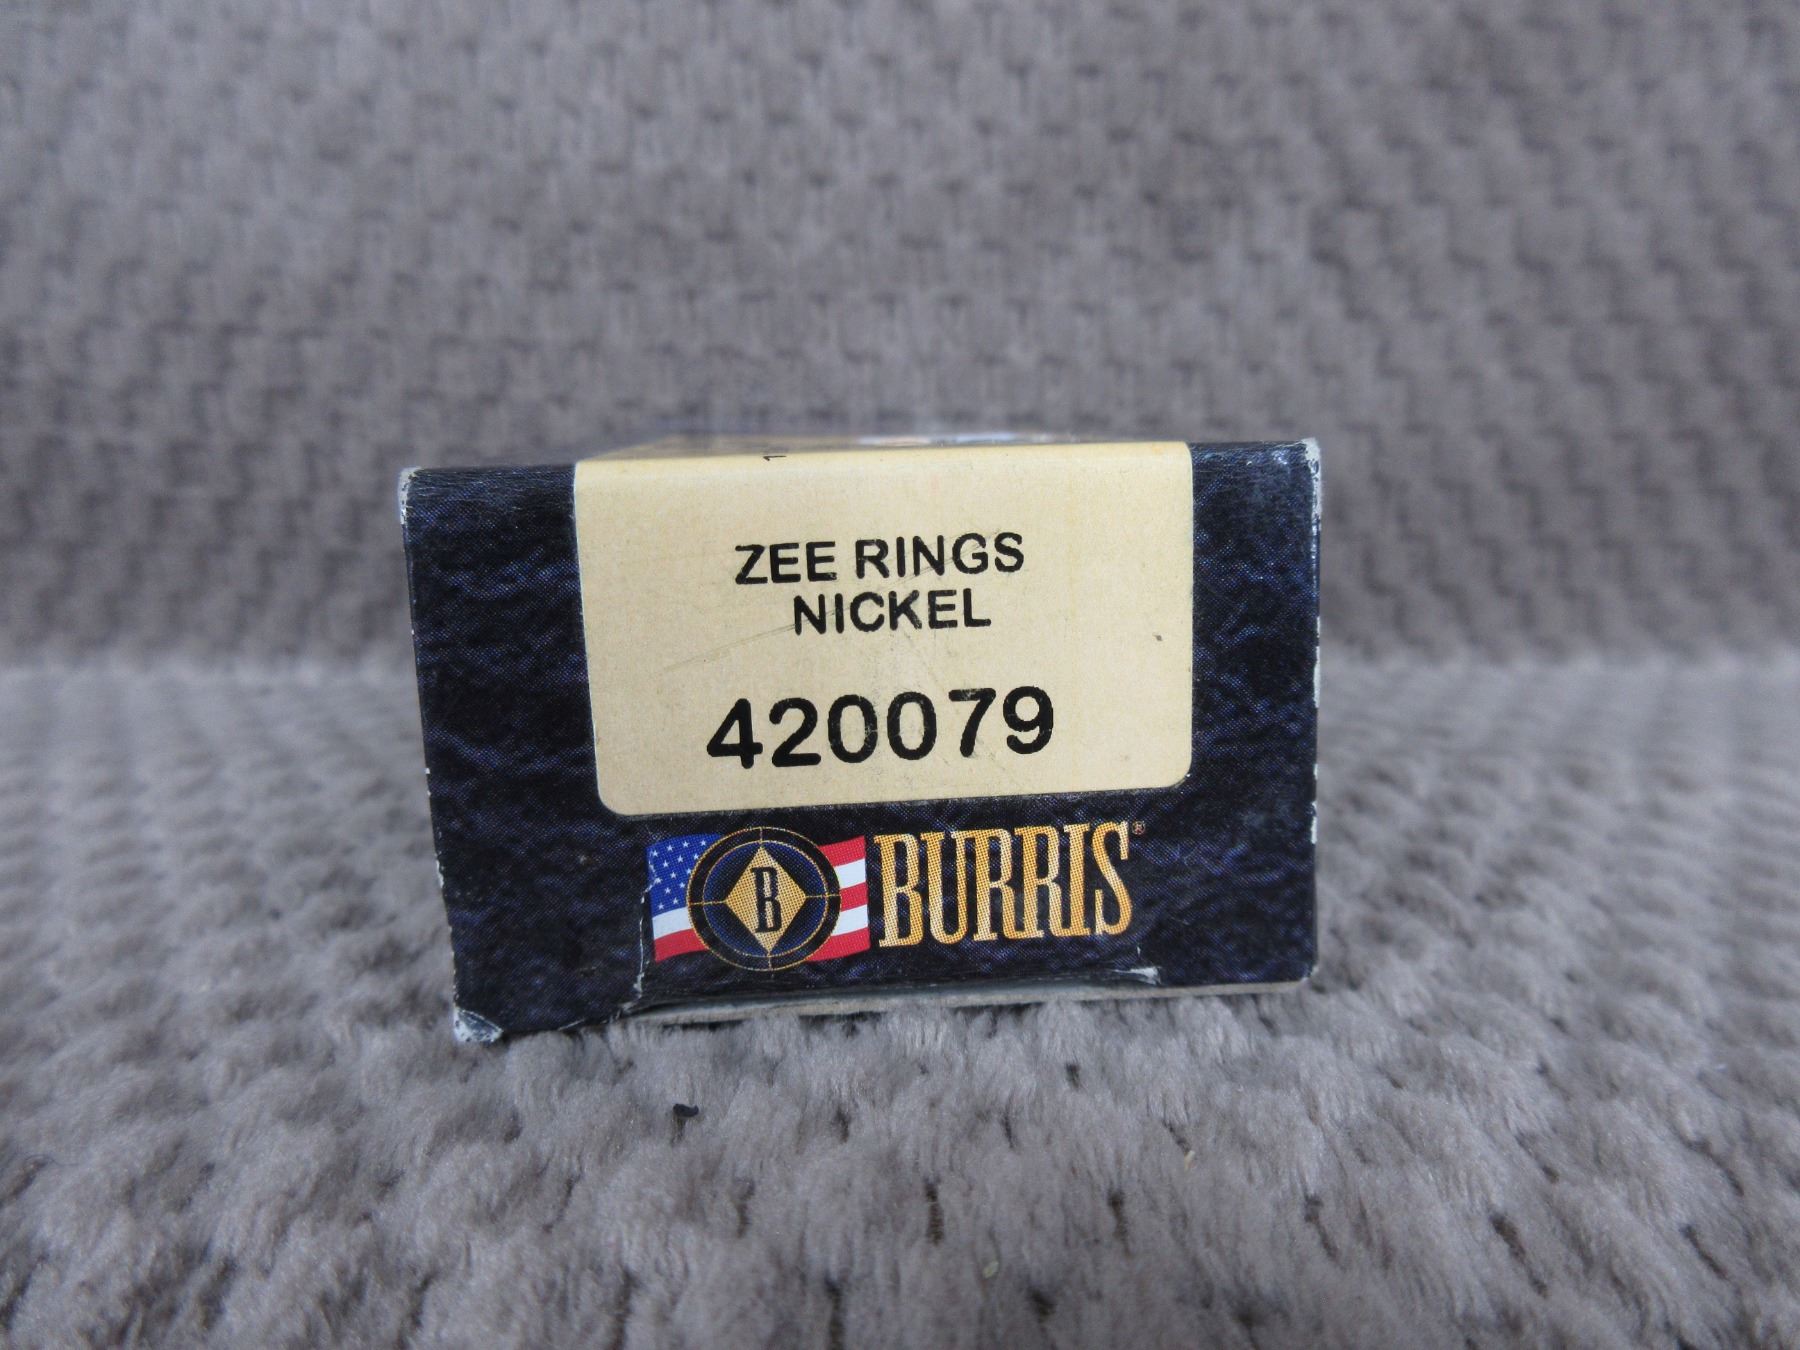 ZEE RINGS
NICKEL
420079
B BURRIS®